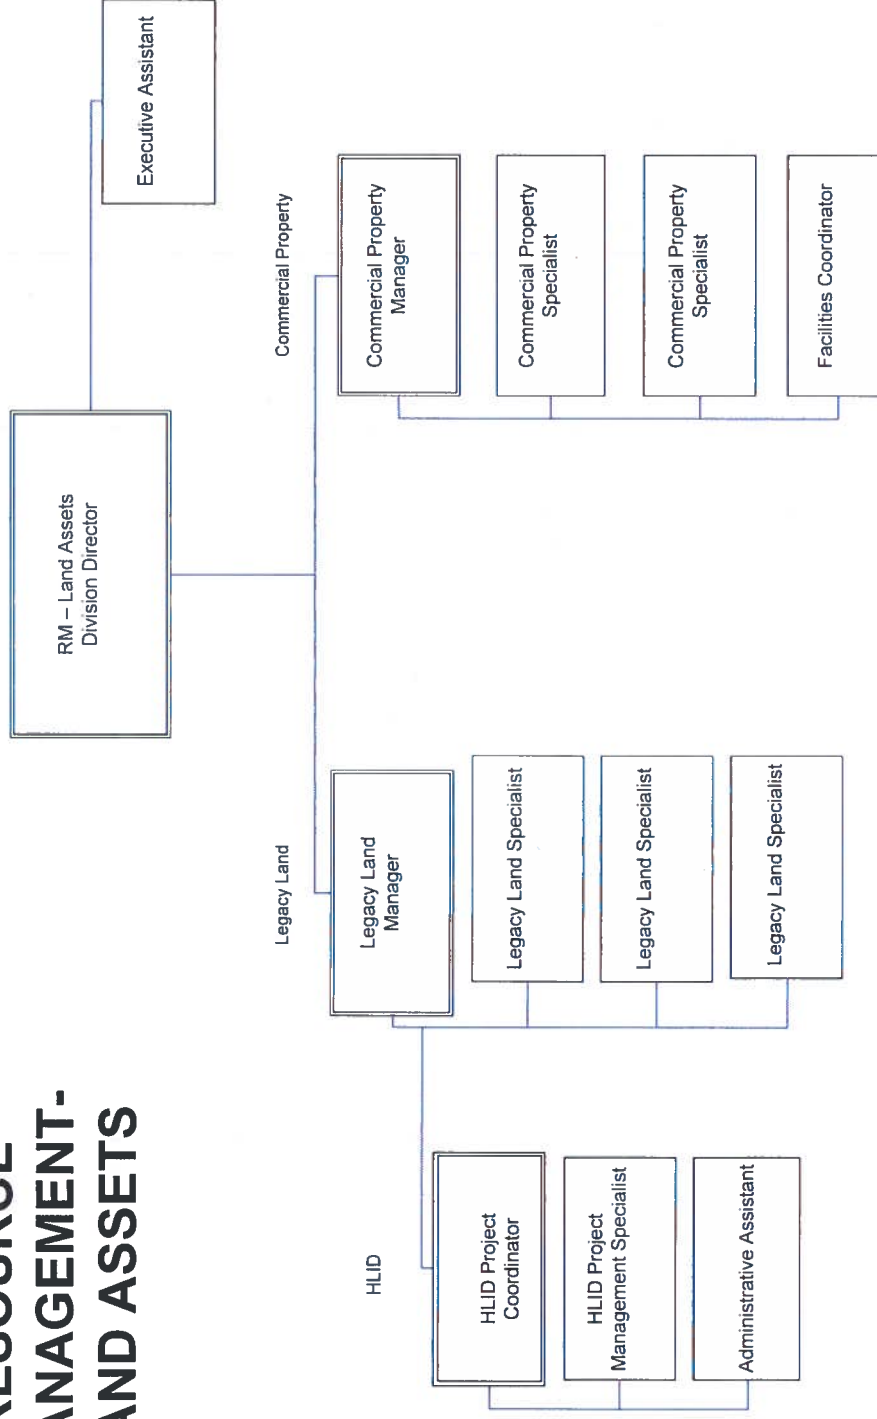 MANAGEMENT-
AND ASSETS
RM – Land Assets
Division Director
Executive Assistant
HLID
Legacy Land
Commercial Property
HLID Project
Coordinator
HLID Project
Management Specialist
Administrative Assistant
Legacy Land
Manager
Legacy Land Specialist
Legacy Land Specialist
Legacy Land Specialist
Commercial Property
Manager
Commercial Property
Specialist
Commercial Property
Specialist
Facilities Coordinator